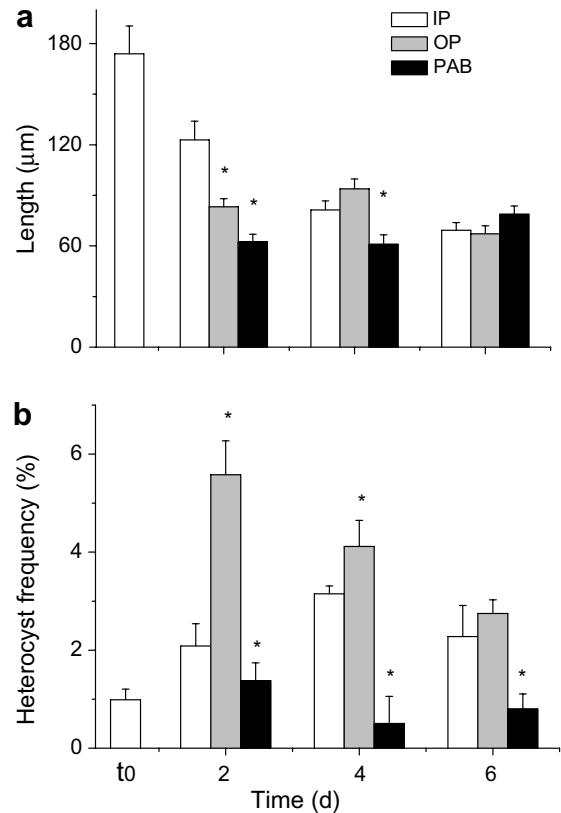 a
IP
OP
PAB
Length (μm)
180
120
60
0
*
*
*
b
Heterocyst frequency (%)
6
4
2
0
*
*
*
*
*
t0
2
4
6
Time (d)